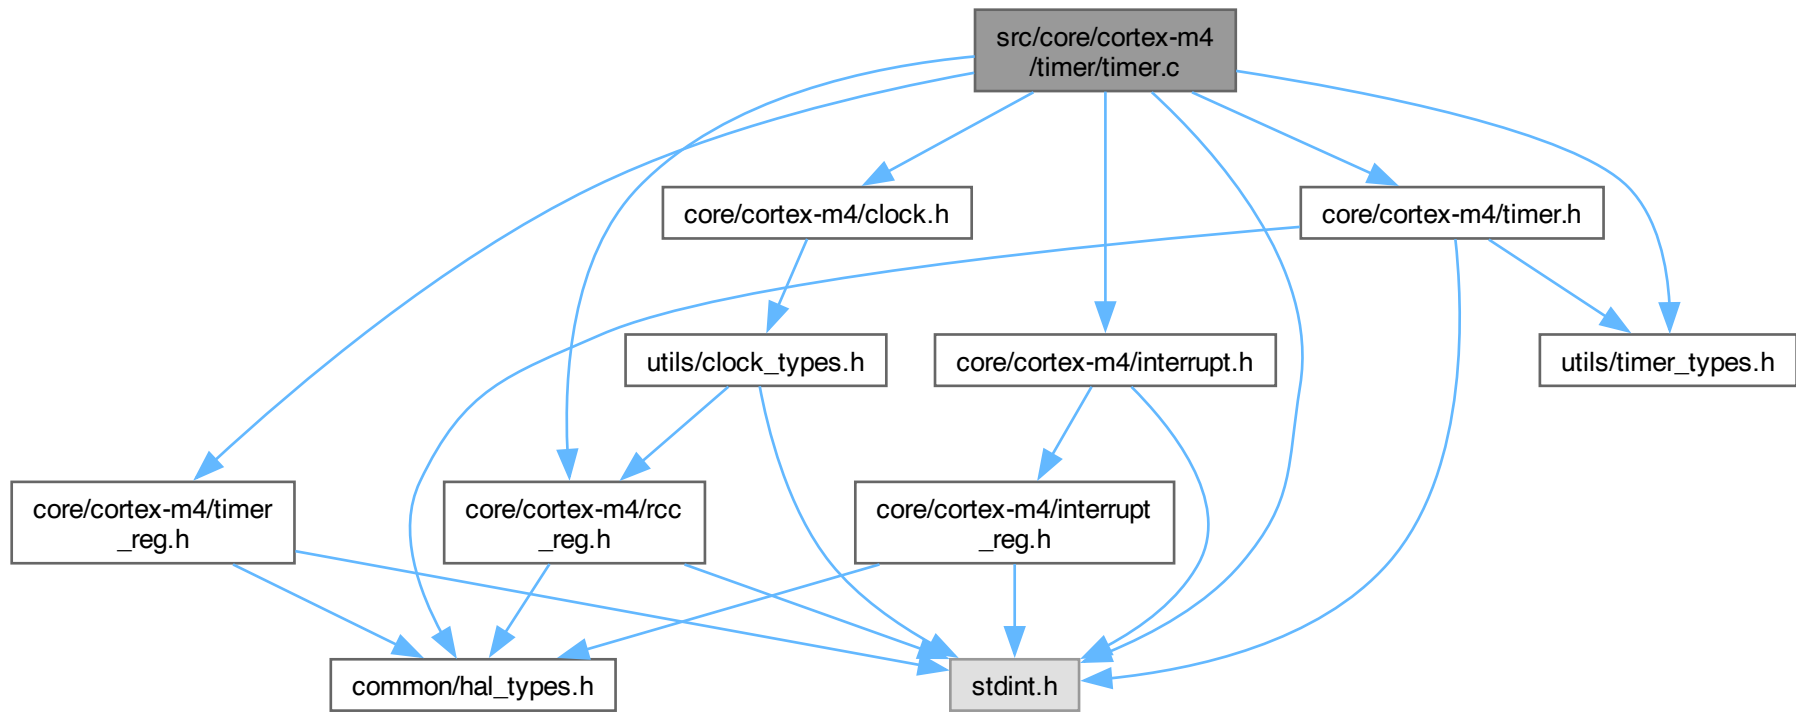 src/core/cortex-m4
/timer/timer.c
core/cortex-m4/clock.h
core/cortex-m4/timer.h
utils/clock_types.h
core/cortex-m4/interrupt.h
utils/timer_types.h
core/cortex-m4/timer
_reg.h
core/cortex-m4/rcc
_reg.h
core/cortex-m4/interrupt
_reg.h
common/hal_types.h
stdint.h